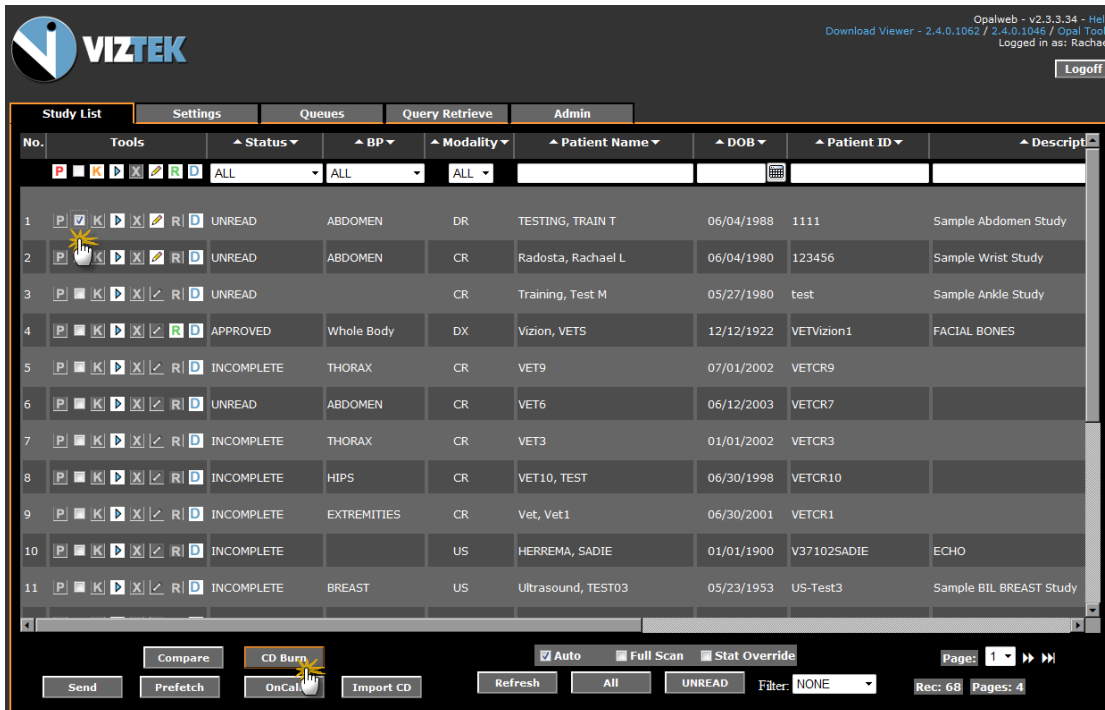 VIZTEK
Opalweb - v2.3.3.34 - Hel
Download Viewer - 2.4.0.1062 / 2.4.0.1046 / Opal Tool
Logged in as: Rachae
Logoff
Study List Settings Queues Query Retrieve Admin
No. Tools Status BP Modality Patient Name DOB Patient ID Descripti
P K X R D ALL ALL ALL
1 P K X R D UNREAD ABDOMEN DR TESTING, TRAIN T 06/04/1988 1111 Sample Abdomen Study
2 P K X R D UNREAD ABDOMEN CR Radosta, Rachael L 06/04/1980 123456 Sample Wrist Study
3 P K X R D UNREAD CR Training, Test M 05/27/1980 test Sample Ankle Study
4 P K X R D APPROVED Whole Body DX Vizion, VETS 12/12/1922 VETVizion1 FACIAL BONES
5 P K X R D INCOMPLETE THORAX CR VET9 07/01/2002 VETCR9
6 P K X R D UNREAD ABDOMEN CR VET6 06/12/2003 VETCR7
7 P K X R D INCOMPLETE THORAX CR VET3 01/01/2002 VETCR3
8 P K X R D INCOMPLETE HIPS CR VET10, TEST 06/30/1998 VETCR10
9 P K X R D INCOMPLETE EXTREMITIES CR Vet, Vet1 06/30/2001 VETCR1
10 P K X R D INCOMPLETE US HERREMA, SADIE 01/01/1900 V37102SADIE ECHO
11 P K X R D INCOMPLETE BREAST US Ultrasound, TEST03 05/23/1953 US-Test3 Sample BIL BREAST Study
Compare CD Burn Auto Full Scan Stat Override Page: 1
Send Prefetch OnCal Import CD Refresh All UNREAD Filter: NONE Rec: 68 Pages: 4